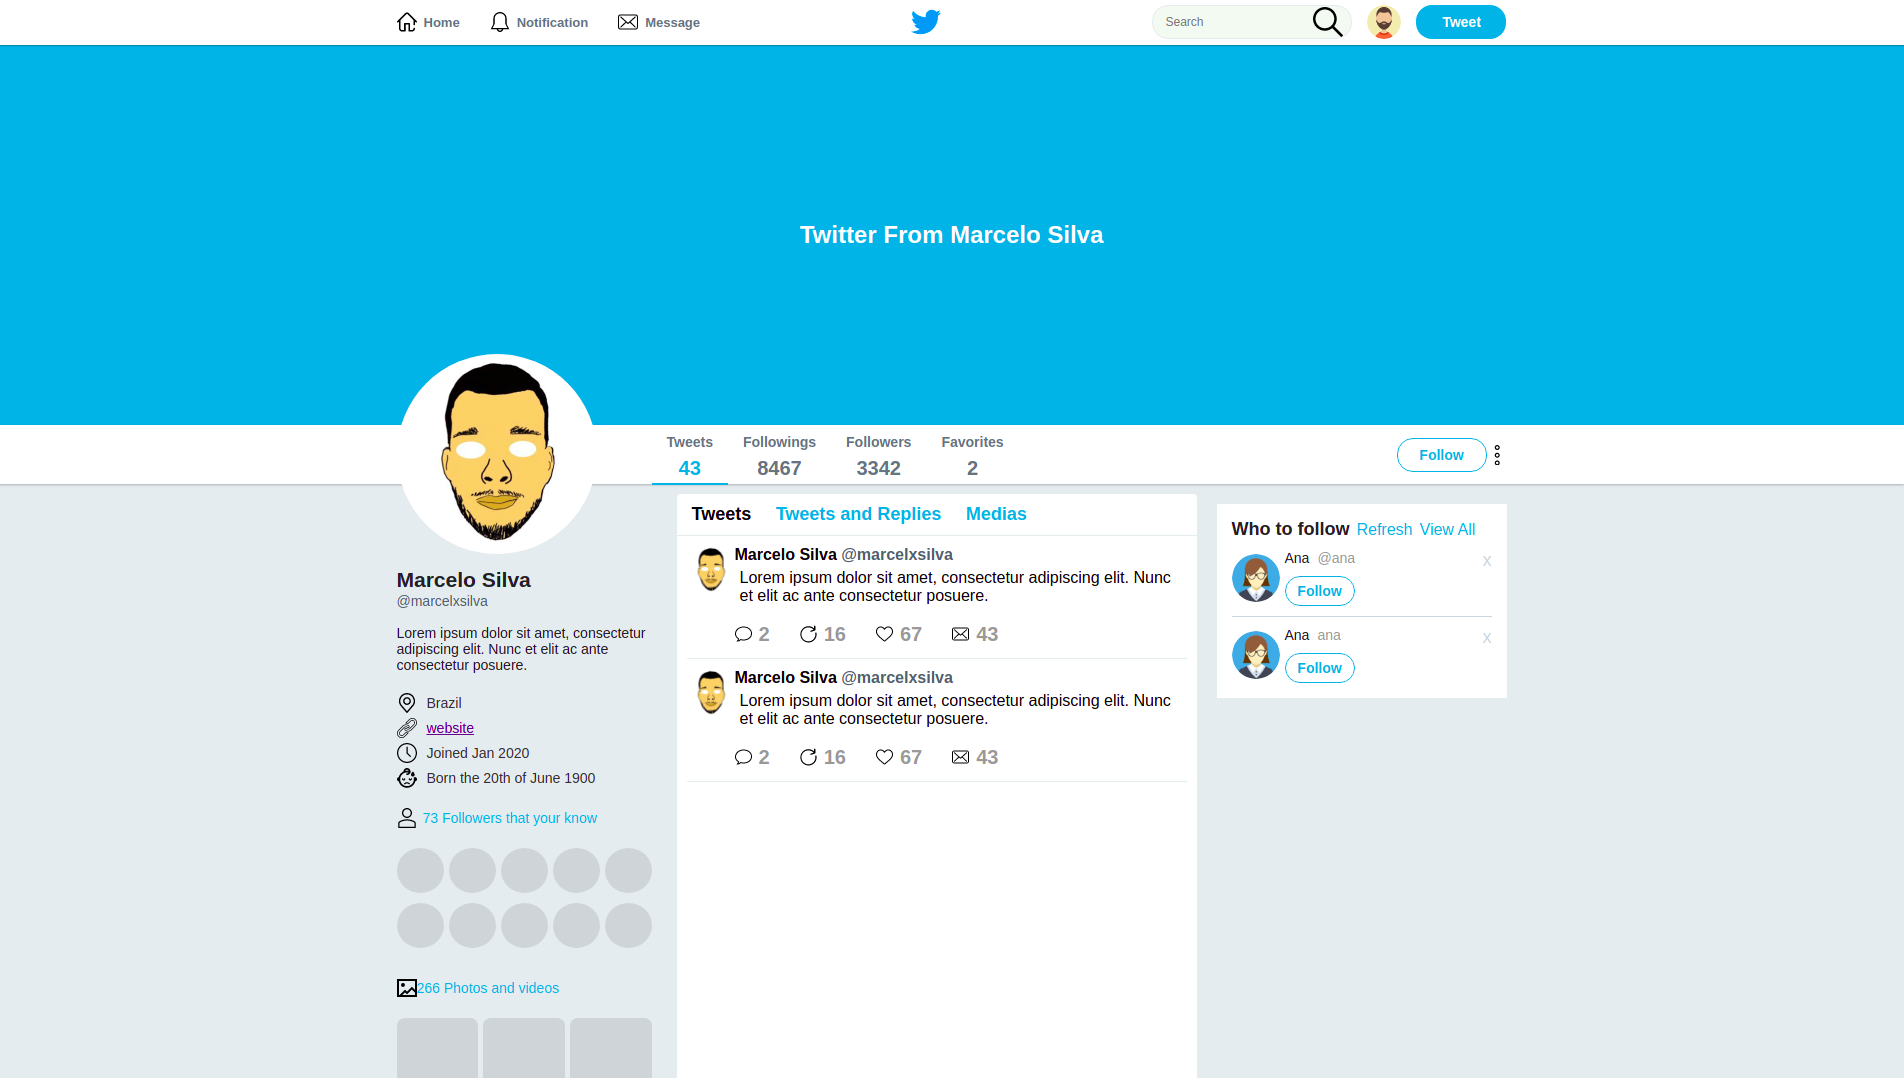 Home Notification Message Search Tweet
Twitter From Marcelo Silva
Tweets Followings Followers Favorites
43 8467 3342 2
Follow
Marcelo Silva
@marcelxsilva
Lorem ipsum dolor sit amet, consectetur
adipiscing elit. Nunc et elit ac ante
consectetur posuere.
Brazil
website
Joined Jan 2020
Born the 20th of June 1900
73 Followers that your know
266 Photos and videos
Tweets Tweets and Replies Medias
Marcelo Silva @marcelxsilva
Lorem ipsum dolor sit amet, consectetur adipiscing elit. Nunc
et elit ac ante consectetur posuere.
2 16 67 43
Marcelo Silva @marcelxsilva
Lorem ipsum dolor sit amet, consectetur adipiscing elit. Nunc
et elit ac ante consectetur posuere.
2 16 67 43
Who to follow Refresh View All
Ana @ana X
Follow
Ana ana X
Follow